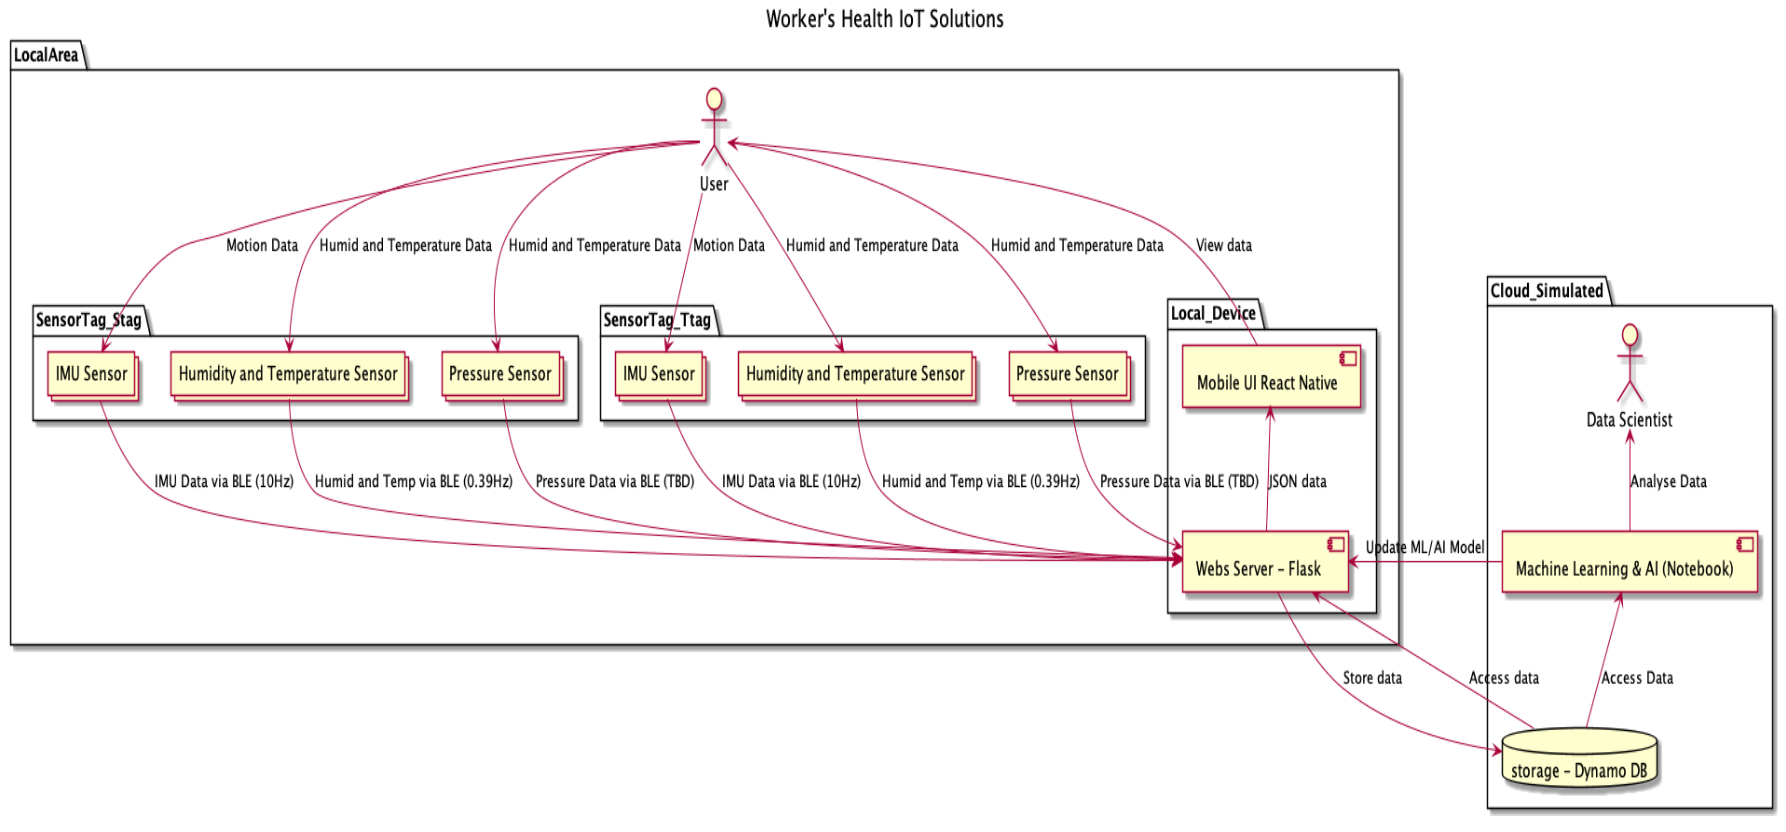 Worker's Health IoT Solutions
LocalArea
User
Motion Data
Humid and Temperature Data
Humid and Temperature Data
Motion Data
Humid and Temperature Data
Humid and Temperature Data
View data
SensorTag_Stag
IMU Sensor
Humidity and Temperature Sensor
Pressure Sensor
SensorTag_Ttag
IMU Sensor
Humidity and Temperature Sensor
Pressure Sensor
Local_Device
Mobile UI React Native
Cloud_Simulated
Data Scientist
IMU Data via BLE (10Hz)
Humid and Temp via BLE (0.39Hz)
Pressure Data via BLE (TBD)
IMU Data via BLE (10Hz)
Humid and Temp via BLE (0.39Hz)
Pressure Data via BLE (TBD)
JSON data
Analyse Data
Webs Server – Flask
Update ML/AI Model
Machine Learning & AI (Notebook)
Store data
Access data
Access Data
storage – Dynamo DB